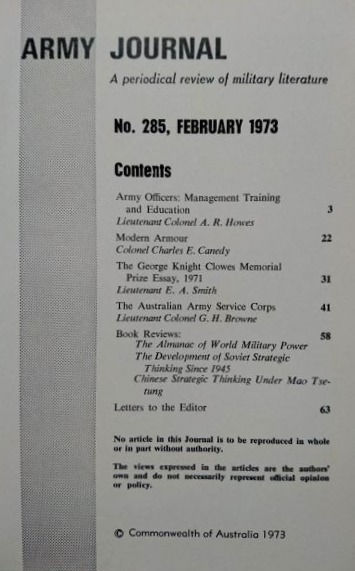 ARMY JOURNAL
A periodical review of military literature
No. 285, FEBRUARY 1973
Contents
Army Officers: Management Training
and Education 3
Lieutenant Colonel A. R. Howes
Modern Armour 22
Colonel Charles E. Canedy
The George Knight Clowes Memorial
Prize Essay, 1971 31
Lieutenant E. A. Smith
The Australian Army Service Corps 41
Lieutenant Colonel G. H. Browne
Book Reviews: 58
The Almanac of World Military Power
The Development of Soviet Strategic
Thinking Since 1945
Chinese Strategic Thinking Under Mao Tse-
tung
Letters to the Editor 63
No article in this Journal is to be reproduced in whole
or in part without authority.
The views expressed in the articles are the authors'
own and do not necessarily represent official opinion
or policy.
© Commonwealth of Australia 1973